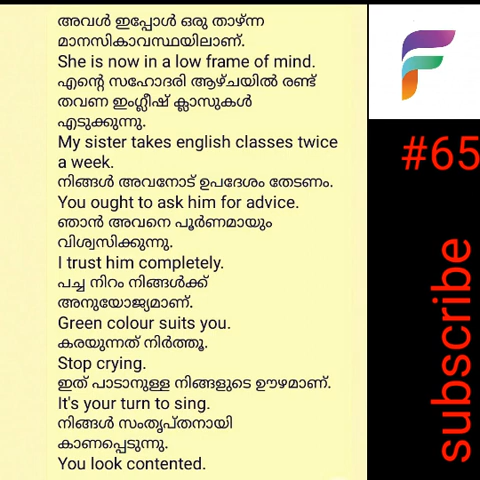 അവൾ ഇപ്പോൾ ഒരു താഴ്ന്ന
മാനസികാവസ്ഥയിലാണ്.
She is now in a low frame of mind.
എന്റെ സഹോദരി ആഴ്ചയിൽ രണ്ട്
തവണ ഇംഗ്ലീഷ് ക്ലാസുകൾ
എടുക്കുന്നു.
My sister takes english classes twice
a week.
നിങ്ങൾ അവനോട് ഉപദേശം തേടണം.
You ought to ask him for advice.
ഞാൻ അവനെ പൂർണമായും
വിശ്വസിക്കുന്നു.
I trust him completely.
പച്ച നിറം നിങ്ങൾക്ക്
അനുയോജ്യമാണ്.
Green colour suits you.
കരയുന്നത് നിർത്തൂ.
Stop crying.
ഇത് പാടാനുള്ള നിങ്ങളുടെ ഊഴമാണ്.
It's your turn to sing.
നിങ്ങൾ സംതൃപ്തനായി
കാണപ്പെടുന്നു.
You look contented.
F
#65
subscribe